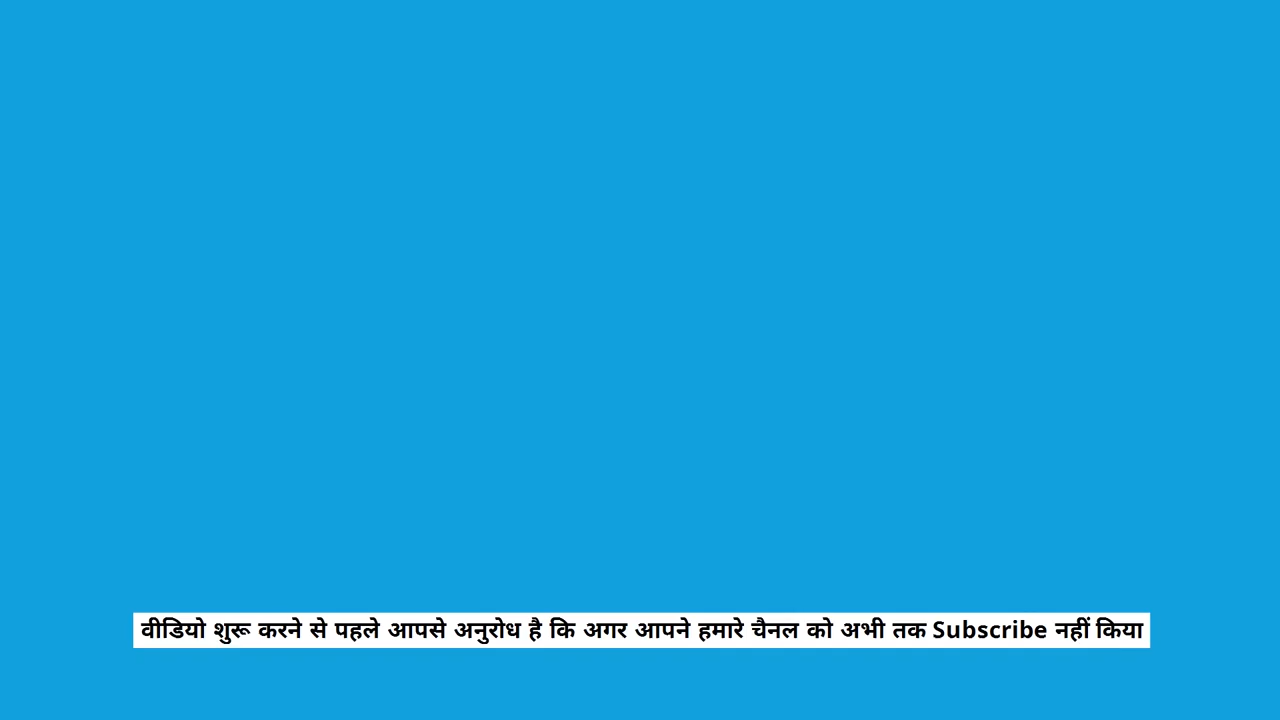 वीडियो शुरू करने से पहले आपसे अनुरोध है कि अगर आपने हमारे चैनल को अभी तक Subscribe नहीं किया